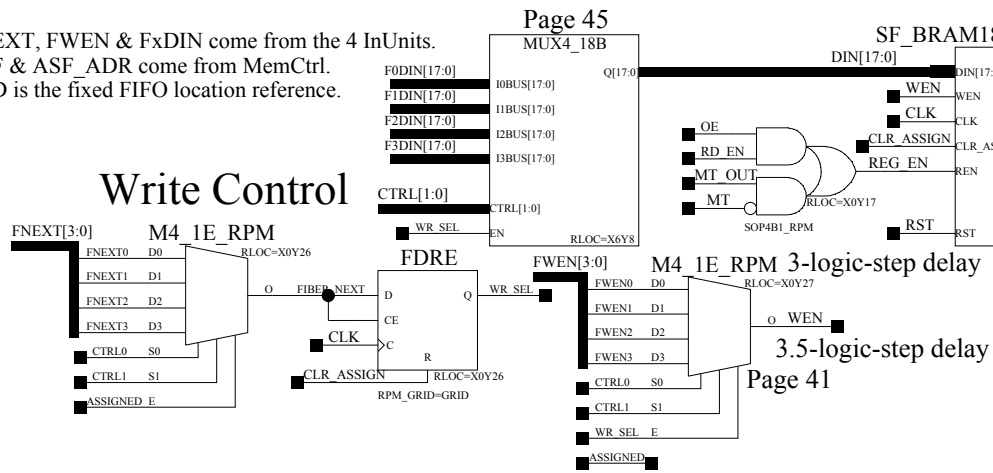 EXT, FWEN & FxDIN come from the 4 InUnits.
& ASF_ADR come from MemCtrl.
is the fixed FIFO location reference.
Page 45
MUX4_18B
F0DIN[17:0]
I0BUS[17:0]
F1DIN[17:0]
I1BUS[17:0]
F2DIN[17:0]
I2BUS[17:0]
F3DIN[17:0]
I3BUS[17:0]
Q[17:0]
CTRL[1:0]
CTRL[1:0]
WR_SEL
EN
RLOC=X6Y8
SF_BRAM18
DIN[17:0]
DIN[17:
WEN
WEN
CLK
CLK
CLR_ASSIGN
CLR_AS
REG_EN
REN
RST
RST
OE
RD_EN
MT_OUT
MT
RLOC=X0Y17
SOP4B1_RPM
Write Control
FNEXT[3:0]
M4_1E_RPM
RLOC=X0Y26
FNEXT0 D0
FNEXT1 D1
FNEXT2 D2
FNEXT3 D3
CTRL0 S0
CTRL1 S1
ASSIGNED E
O
FIBER_NEXT
FDRE
D
Q
CE
CLK
C
R
CLR_ASSIGN
RLOC=X0Y26
RPM_GRID=GRID
WR_SEL
FWEN[3:0]
M4_1E_RPM
3-logic-step delay
RLOC=X0Y27
FWEN0 D0
FWEN1 D1
FWEN2 D2
FWEN3 D3
CTRL0 S0
CTRL1 S1
WR_SEL E
ASSIGNED
O WEN
3.5-logic-step delay
Page 41